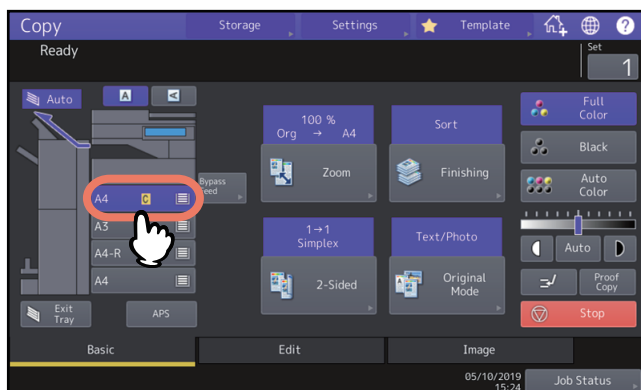 Copy
Storage
Settings
Template
?
Ready
Set
1
Auto
A
A
100 %
Org → A4
Zoom
Sort
Finishing
Full
Color
Black
Auto
Color
Bypass
Feed
A4 C
A3
A4-R
A4
1→1
Simplex
2-Sided
Text/Photo
Original
Mode
Auto
Proof
Copy
Exit
Tray
APS
Stop
Basic
Edit
Image
05/10/2019
15:24
Job Status